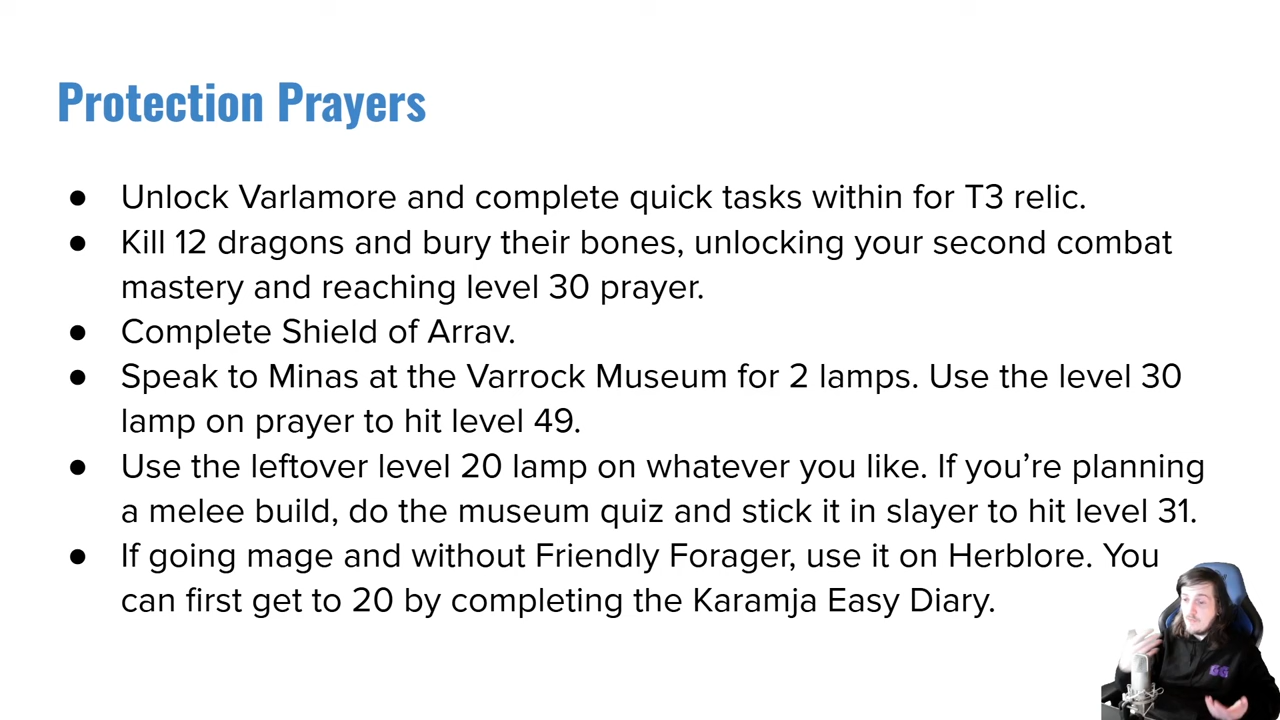 Protection Prayers
● Unlock Varlamore and complete quick tasks within for T3 relic.
● Kill 12 dragons and bury their bones, unlocking your second combat
mastery and reaching level 30 prayer.
● Complete Shield of Arrav.
● Speak to Minas at the Varrock Museum for 2 lamps. Use the level 30
lamp on prayer to hit level 49.
● Use the leftover level 20 lamp on whatever you like. If you’re planning
a melee build, do the museum quiz and stick it in slayer to hit level 31.
● If going mage and without Friendly Forager, use it on Herblore. You
can first get to 20 by completing the Karamja Easy Diary.
GG